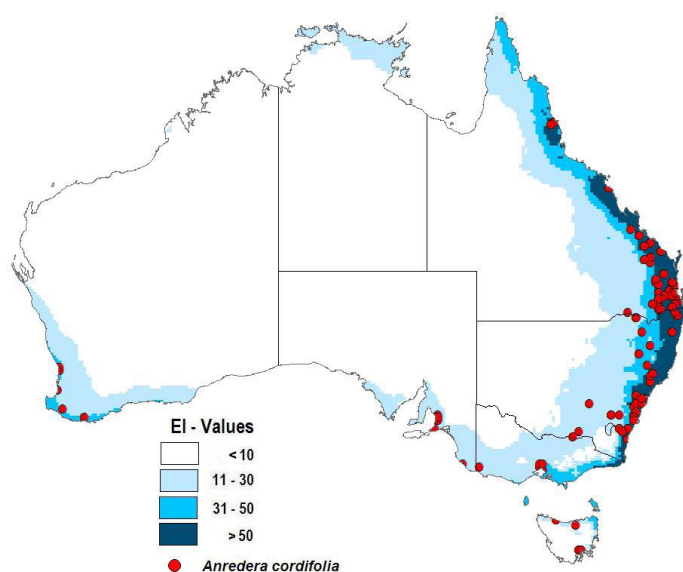 EI - Values
< 10
11 - 30
31 - 50
> 50
Anredera cordifolia